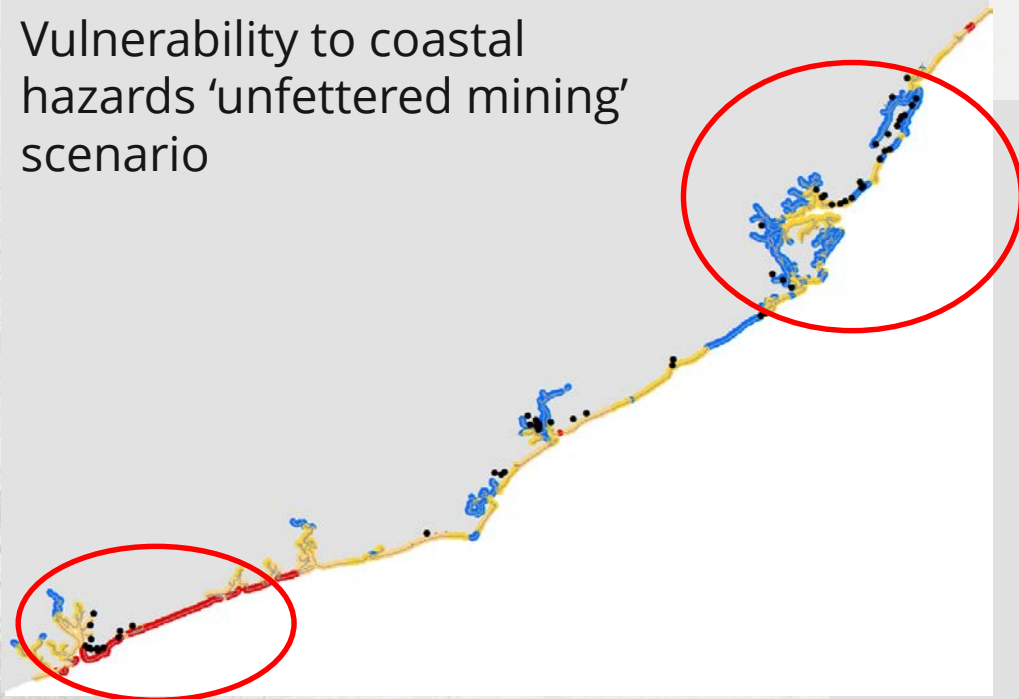 Vulnerability to coastal
hazards ‘unfettered mining’
scenario